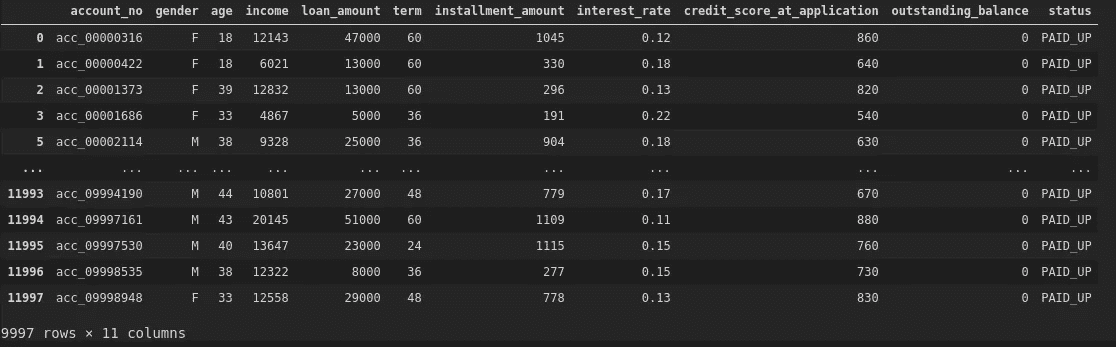 account_no gender age income loan_amount term installment_amount interest_rate credit_score_at_application outstanding_balance status
0 acc_00000316 F 18 12143 47000 60 1045 0.12 860 0 PAID_UP
1 acc_00000422 F 18 6021 13000 60 330 0.18 640 0 PAID_UP
2 acc_00001373 F 39 12832 13000 60 296 0.13 820 0 PAID_UP
3 acc_00001686 F 33 4867 5000 36 191 0.22 540 0 PAID_UP
5 acc_00002114 M 38 9328 25000 36 904 0.18 630 0 PAID_UP
... ... ... ... ... ... ... ... ... ... ... ...
11993 acc_09994190 M 44 10801 27000 48 779 0.17 670 0 PAID_UP
11994 acc_09997161 M 43 20145 51000 60 1109 0.11 880 0 PAID_UP
11995 acc_09997530 M 40 13647 23000 24 1115 0.15 760 0 PAID_UP
11996 acc_09998535 M 38 12322 8000 36 277 0.15 730 0 PAID_UP
11997 acc_09998948 F 33 12558 29000 48 778 0.13 830 0 PAID_UP
9997 rows × 11 columns